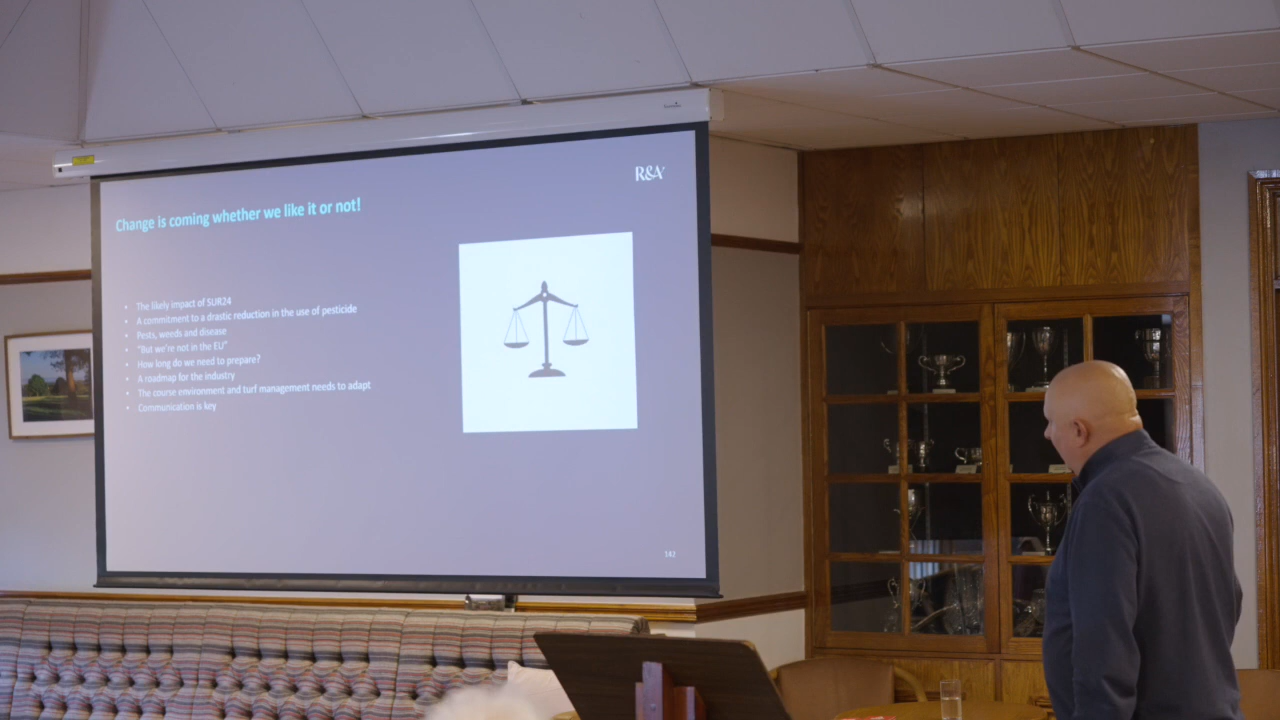 R&A
Change is coming whether we like it or not!
• The likely impact of SUR24
• A commitment to a drastic reduction in the use of pesticide
• Pests, weeds and disease
• "But we're not in the EU"
• How long do we need to prepare?
• A roadmap for the industry
• The course environment and turf management needs to adapt
• Communication is key
142